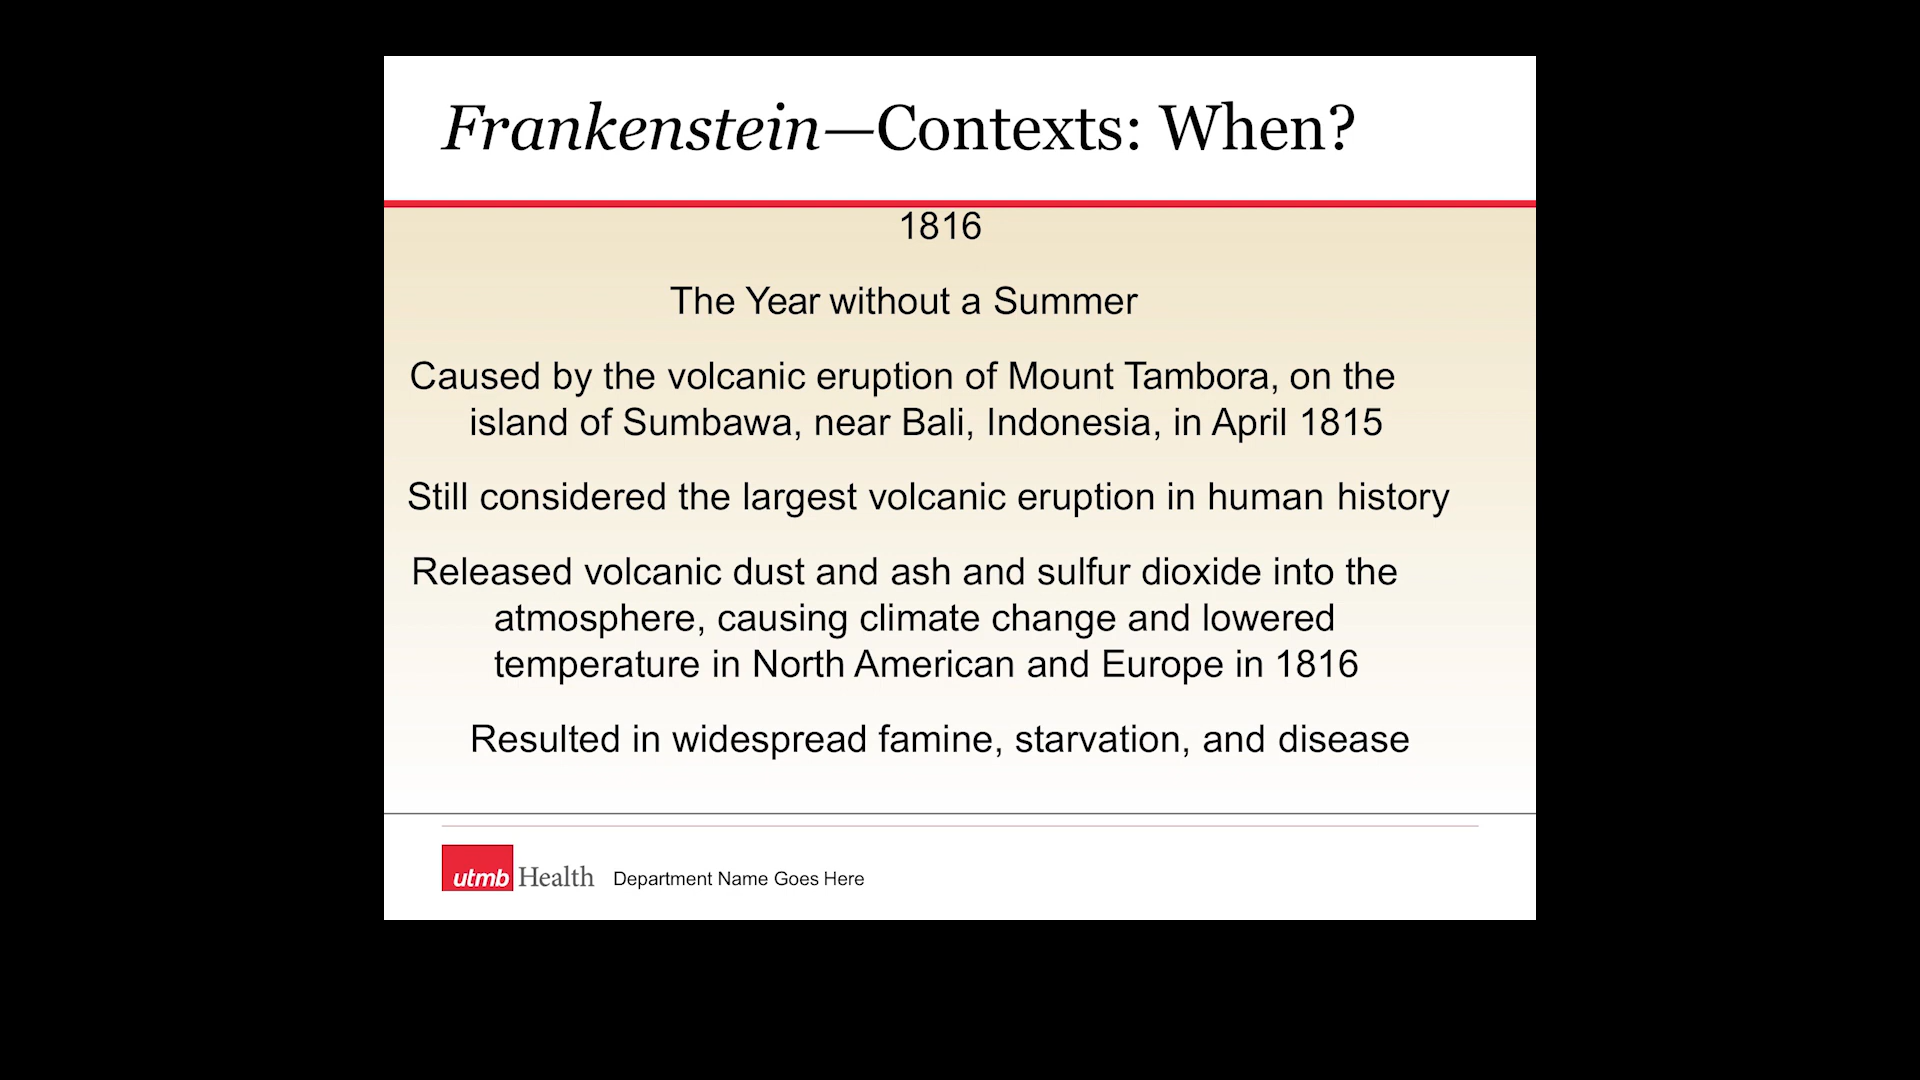 Frankenstein—Contexts: When?
1816
The Year without a Summer
Caused by the volcanic eruption of Mount Tambora, on the
island of Sumbawa, near Bali, Indonesia, in April 1815
Still considered the largest volcanic eruption in human history
Released volcanic dust and ash and sulfur dioxide into the
atmosphere, causing climate change and lowered
temperature in North American and Europe in 1816
Resulted in widespread famine, starvation, and disease
utmb Health Department Name Goes Here